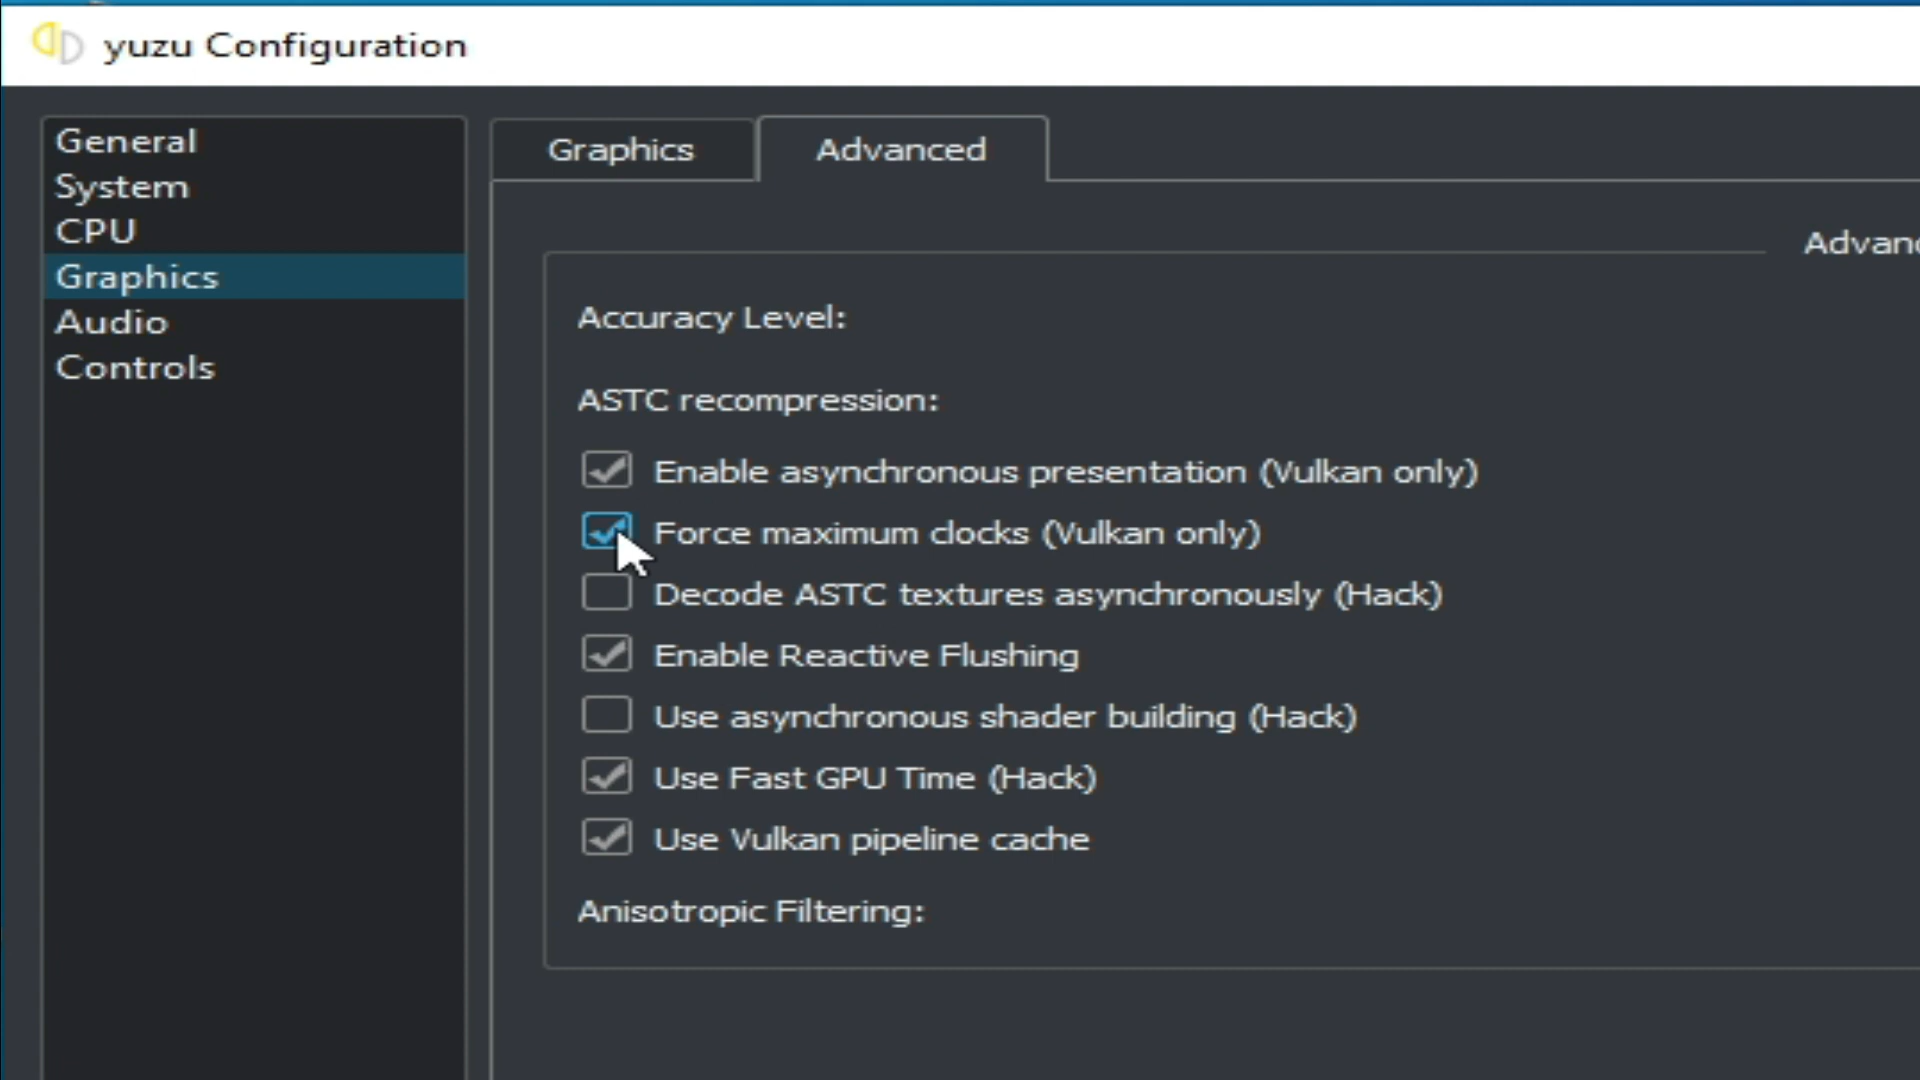 yuzu Configuration
General
System
CPU
Graphics
Audio
Controls
Graphics
Advanced
Advanc
Accuracy Level:
ASTC recompression:
Enable asynchronous presentation (Vulkan only)
Force maximum clocks (Vulkan only)
Decode ASTC textures asynchronously (Hack)
Enable Reactive Flushing
Use asynchronous shader building (Hack)
Use Fast GPU Time (Hack)
Use Vulkan pipeline cache
Anisotropic Filtering: